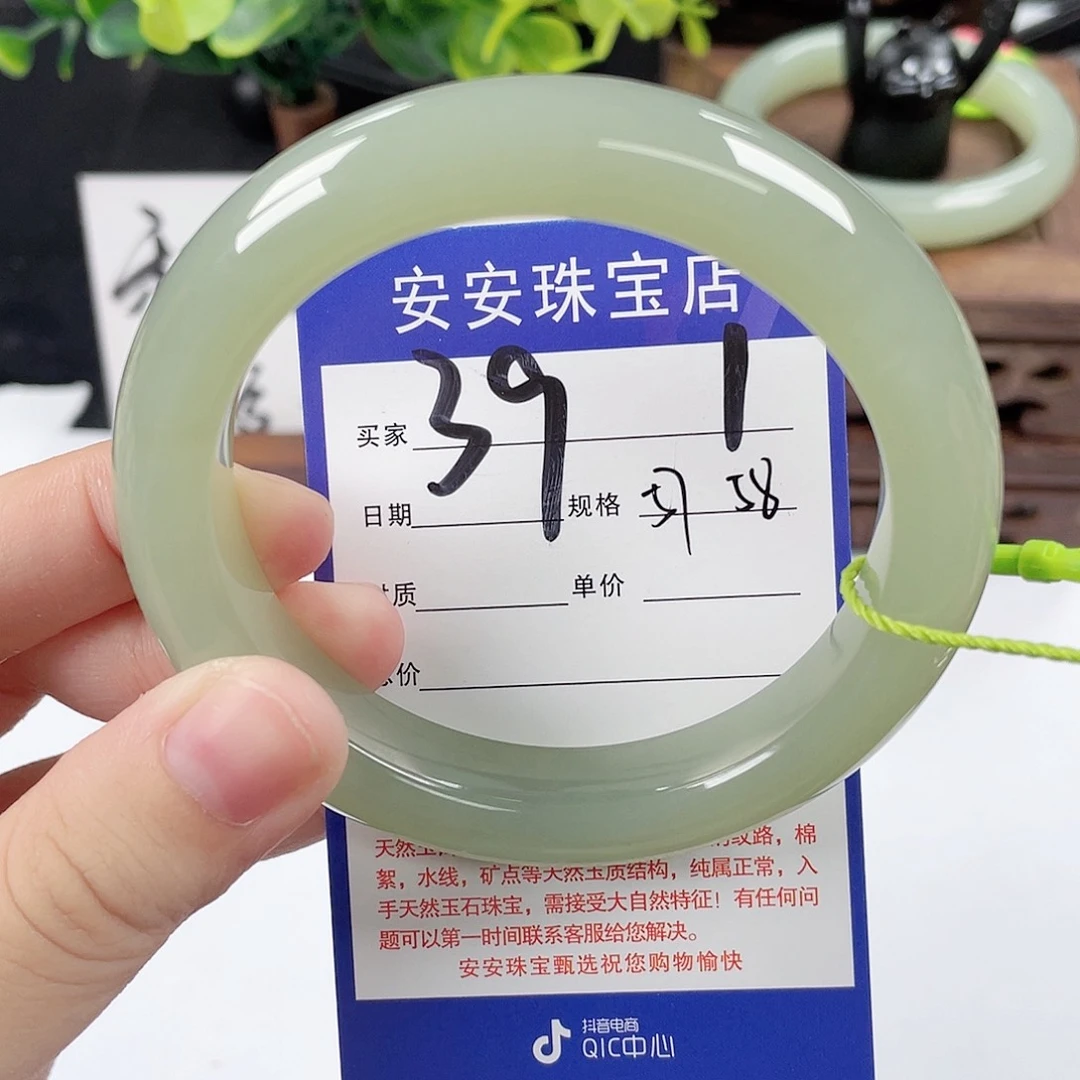 安安珠宝店
买家 39 1
日期 规格 57 58
质 单价
价
天然玉 纹路，棉
絮，水线，矿点等天然玉质结构，纯属正常，入
手天然玉石珠宝，需接受大自然特征！有任何问
题可以第一时间联系客服给您解决。
安安珠宝甄选祝您购物愉快
抖音电商
QIC中心